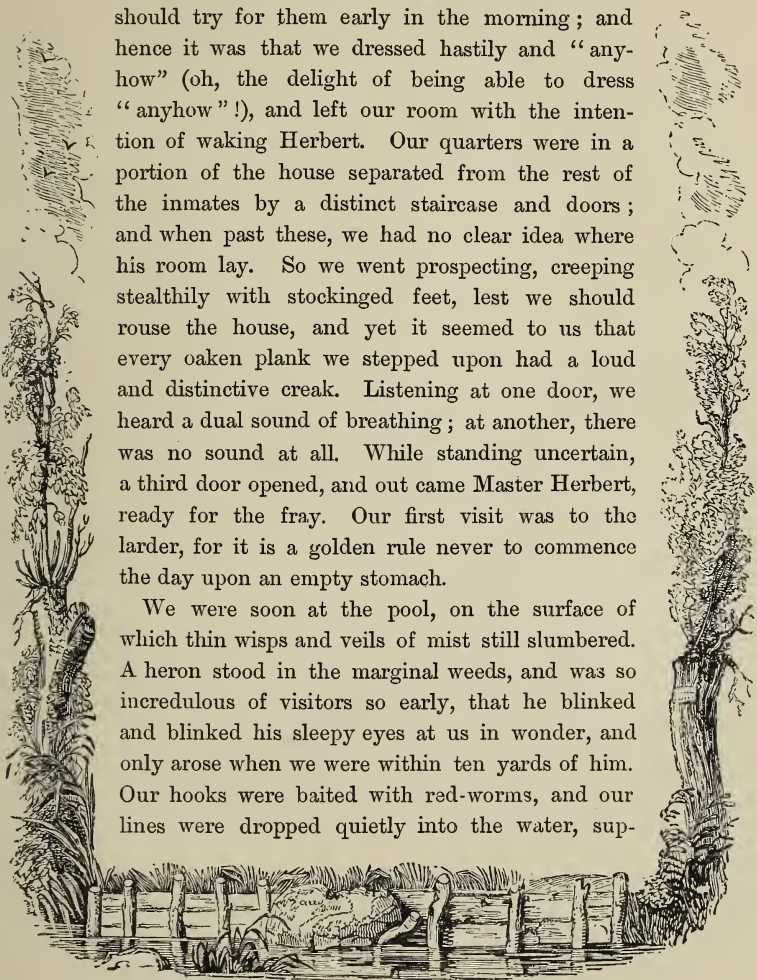 should try for them early in the morning; and
hence it was that we dressed hastily and "any-
how" (oh, the delight of being able to dress
"anyhow"!), and left our room with the inten-
tion of waking Herbert. Our quarters were in a
portion of the house separated from the rest of
the inmates by a distinct staircase and doors;
and when past these, we had no clear idea where
his room lay. So we went prospecting, creeping
stealthily with stockinged feet, lest we should
rouse the house, and yet it seemed to us that
every oaken plank we stepped upon had a loud
and distinctive creak. Listening at one door, we
heard a dual sound of breathing; at another, there
was no sound at all. While standing uncertain,
a third door opened, and out came Master Herbert,
ready for the fray. Our first visit was to the
larder, for it is a golden rule never to commence
the day upon an empty stomach.
We were soon at the pool, on the surface of
which thin wisps and veils of mist still slumbered.
A heron stood in the marginal weeds, and was so
incredulous of visitors so early, that he blinked
and blinked his sleepy eyes at us in wonder, and
only arose when we were within ten yards of him.
Our hooks were baited with red-worms, and our
lines were dropped quietly into the water, sup-